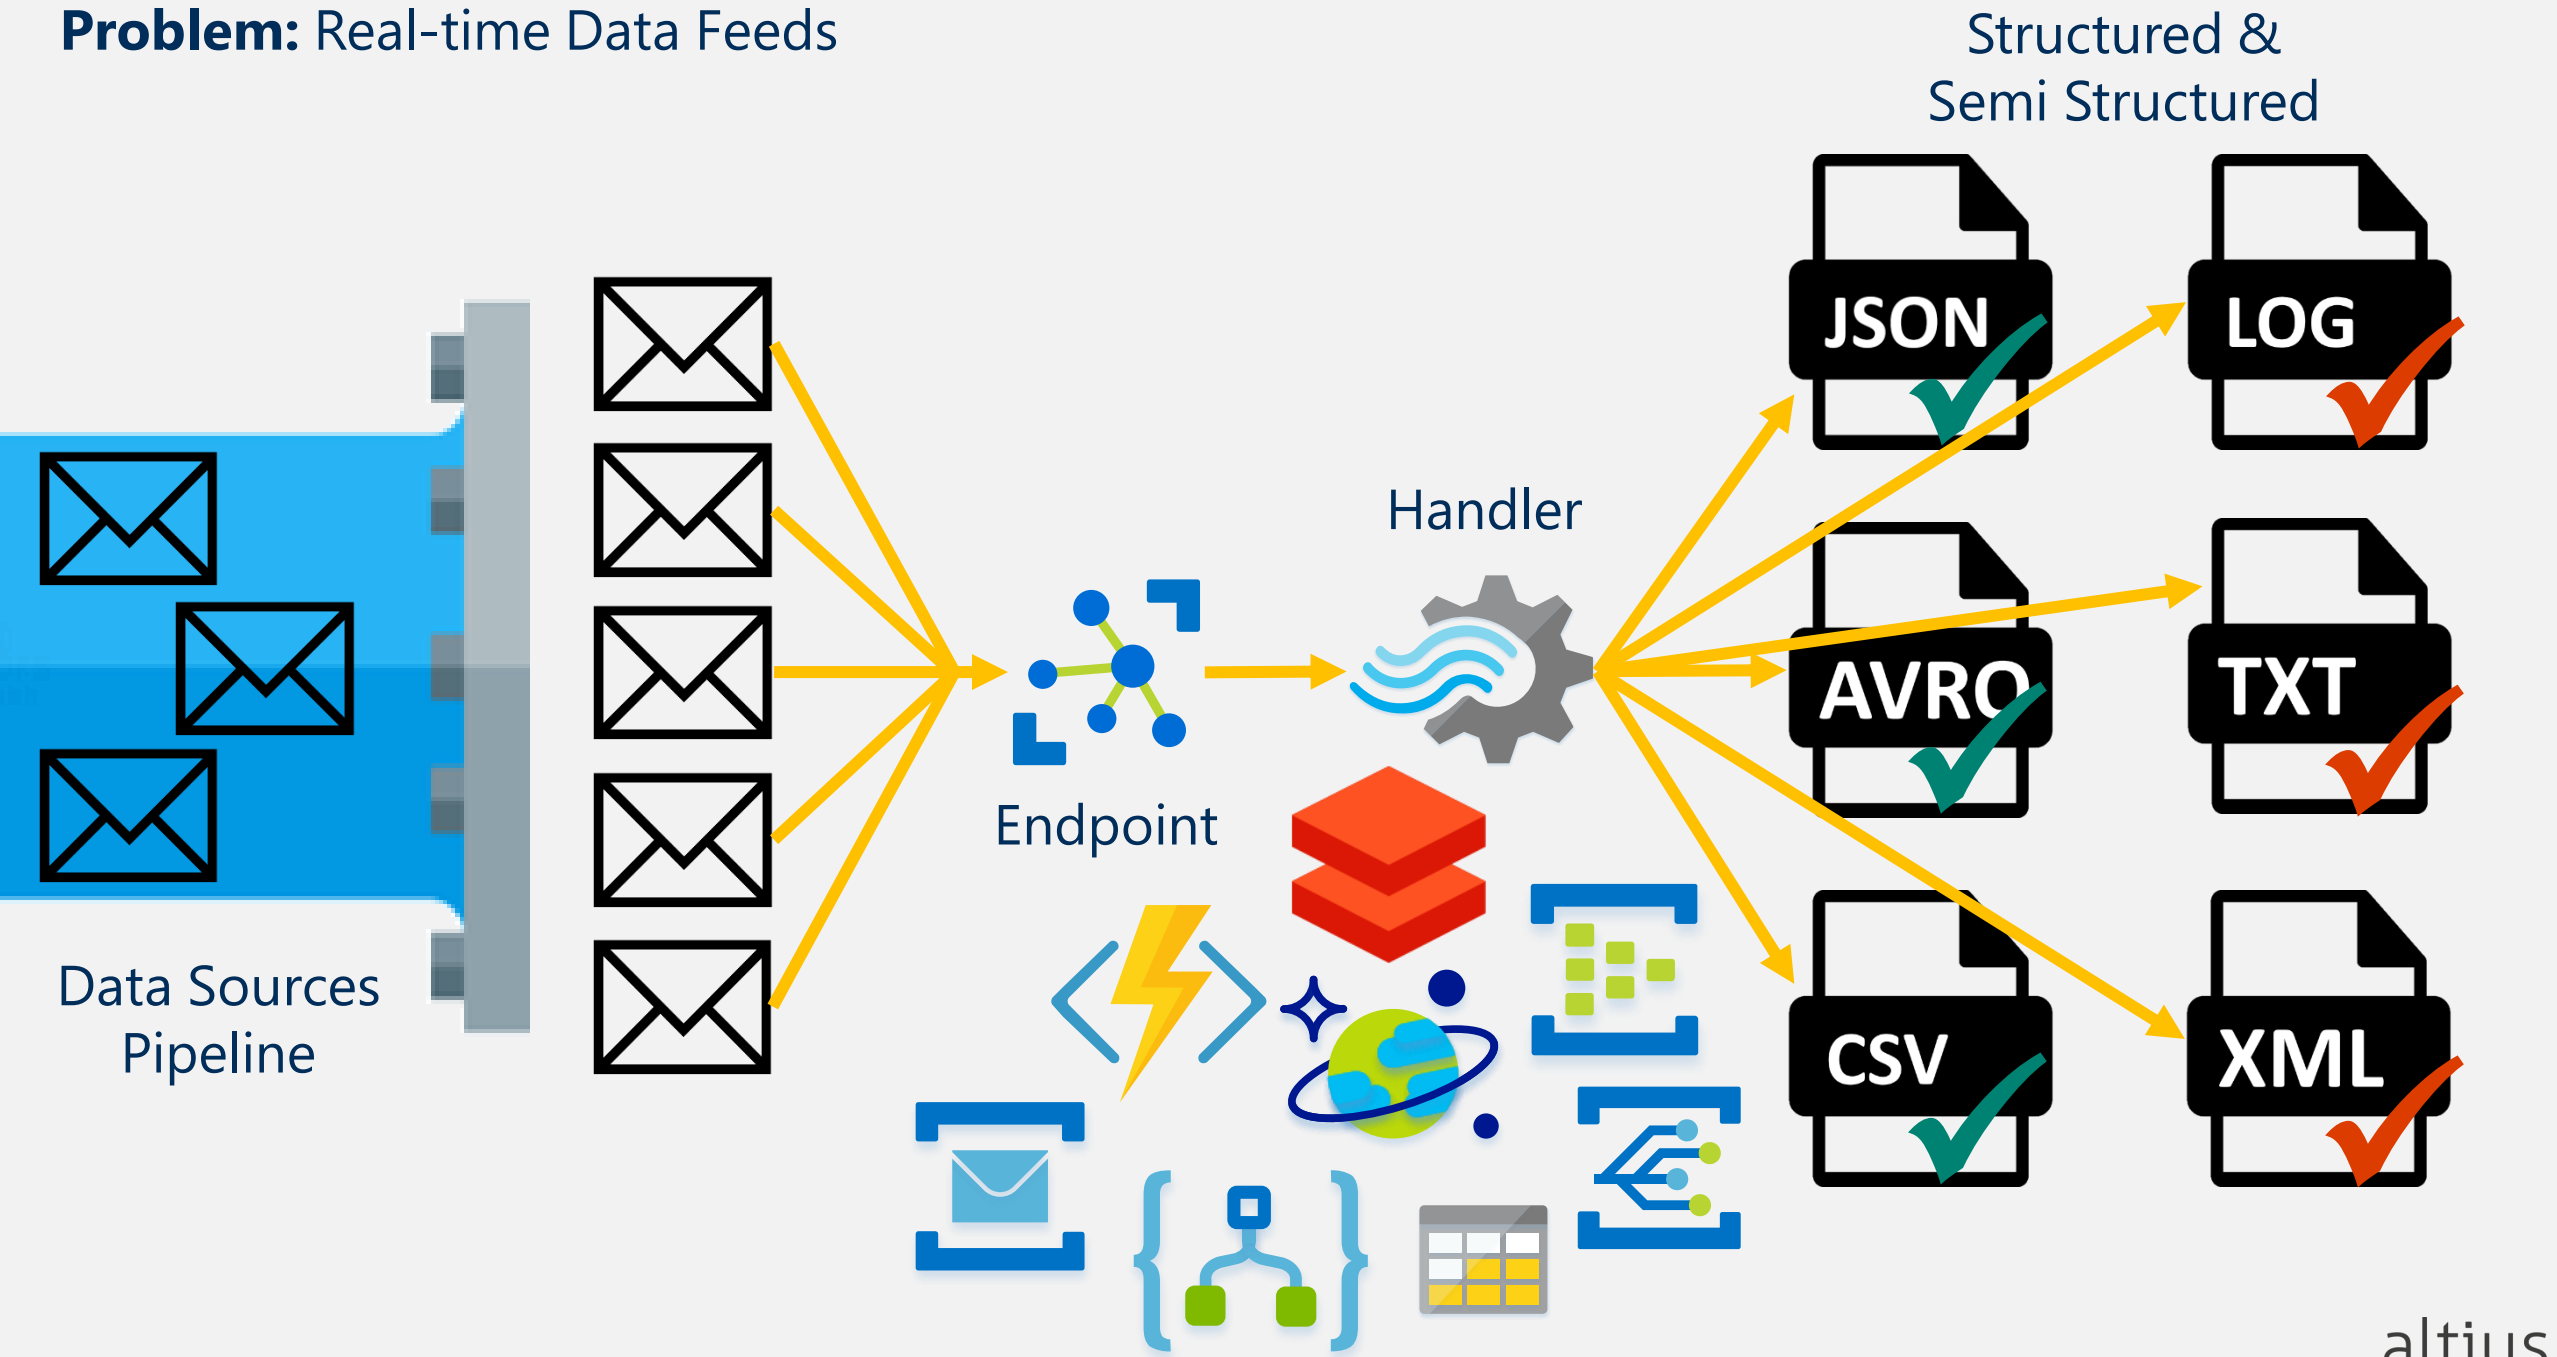 Problem: Real-time Data Feeds
Structured &
Semi Structured
JSON
LOG
Handler
AVRO
TXT
Endpoint
Data Sources
Pipeline
CSV
XML
altius